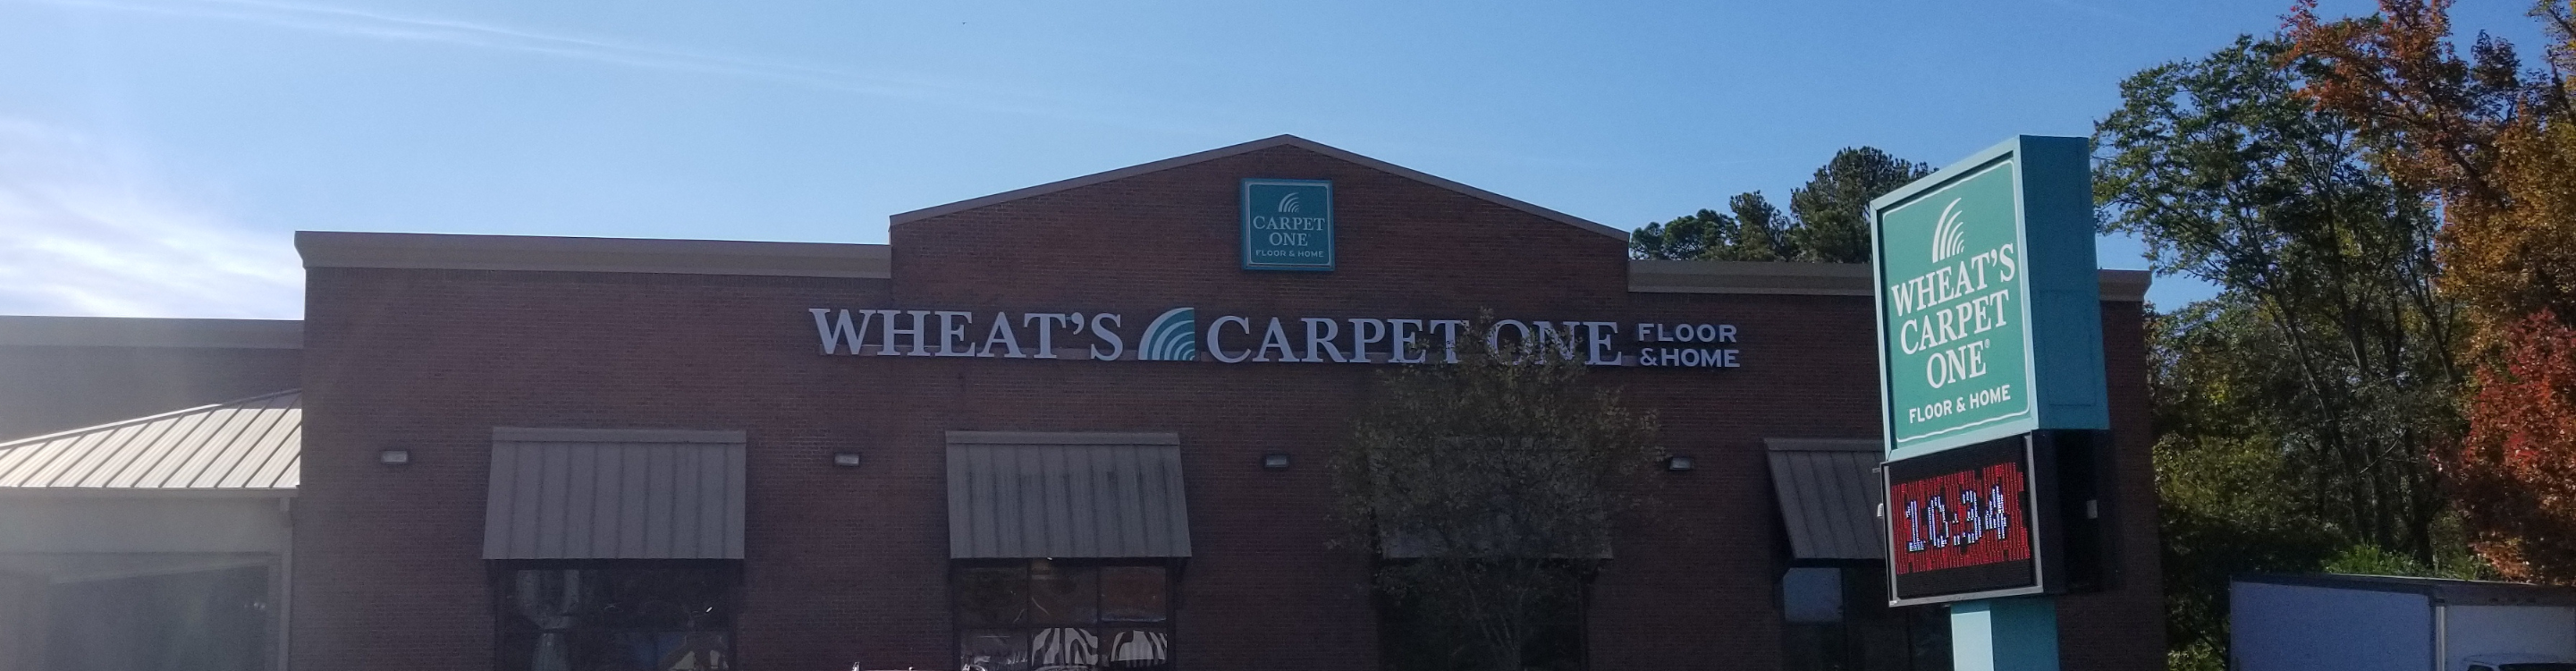 CARPET
ONE
FLOOR & HOME
WHEAT'S CARPET ONE FLOOR
& HOME
WHEAT'S
CARPET
ONE®
FLOOR & HOME
10:34